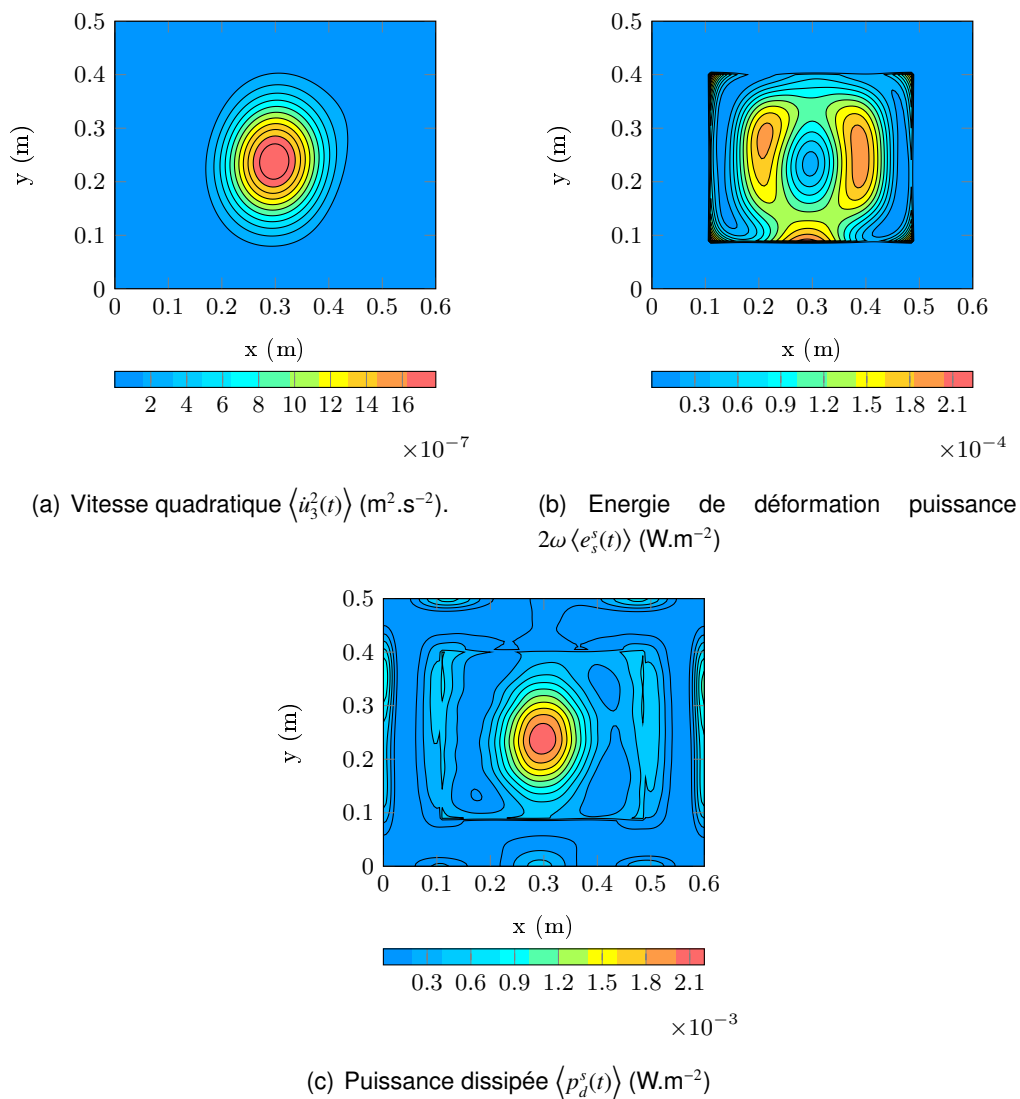 0.5
0.4
0.3
0.2
0.1
0
y (m)
0 0.1 0.2 0.3 0.4 0.5 0.6
x (m)
2 4 6 8 10 12 14 16
×10⁻⁷
(a) Vitesse quadratique ⟨u̇₃²(t)⟩ (m².s⁻²).
0.5
0.4
0.3
0.2
0.1
0
y (m)
0 0.1 0.2 0.3 0.4 0.5 0.6
x (m)
0.3 0.6 0.9 1.2 1.5 1.8 2.1
×10⁻⁴
(b) Energie de déformation puissance
2ω ⟨eₛˢ(t)⟩ (W.m⁻²)
0.5
0.4
0.3
0.2
0.1
0
y (m)
0 0.1 0.2 0.3 0.4 0.5 0.6
x (m)
0.3 0.6 0.9 1.2 1.5 1.8 2.1
×10⁻³
(c) Puissance dissipée ⟨p_dˢ(t)⟩ (W.m⁻²)